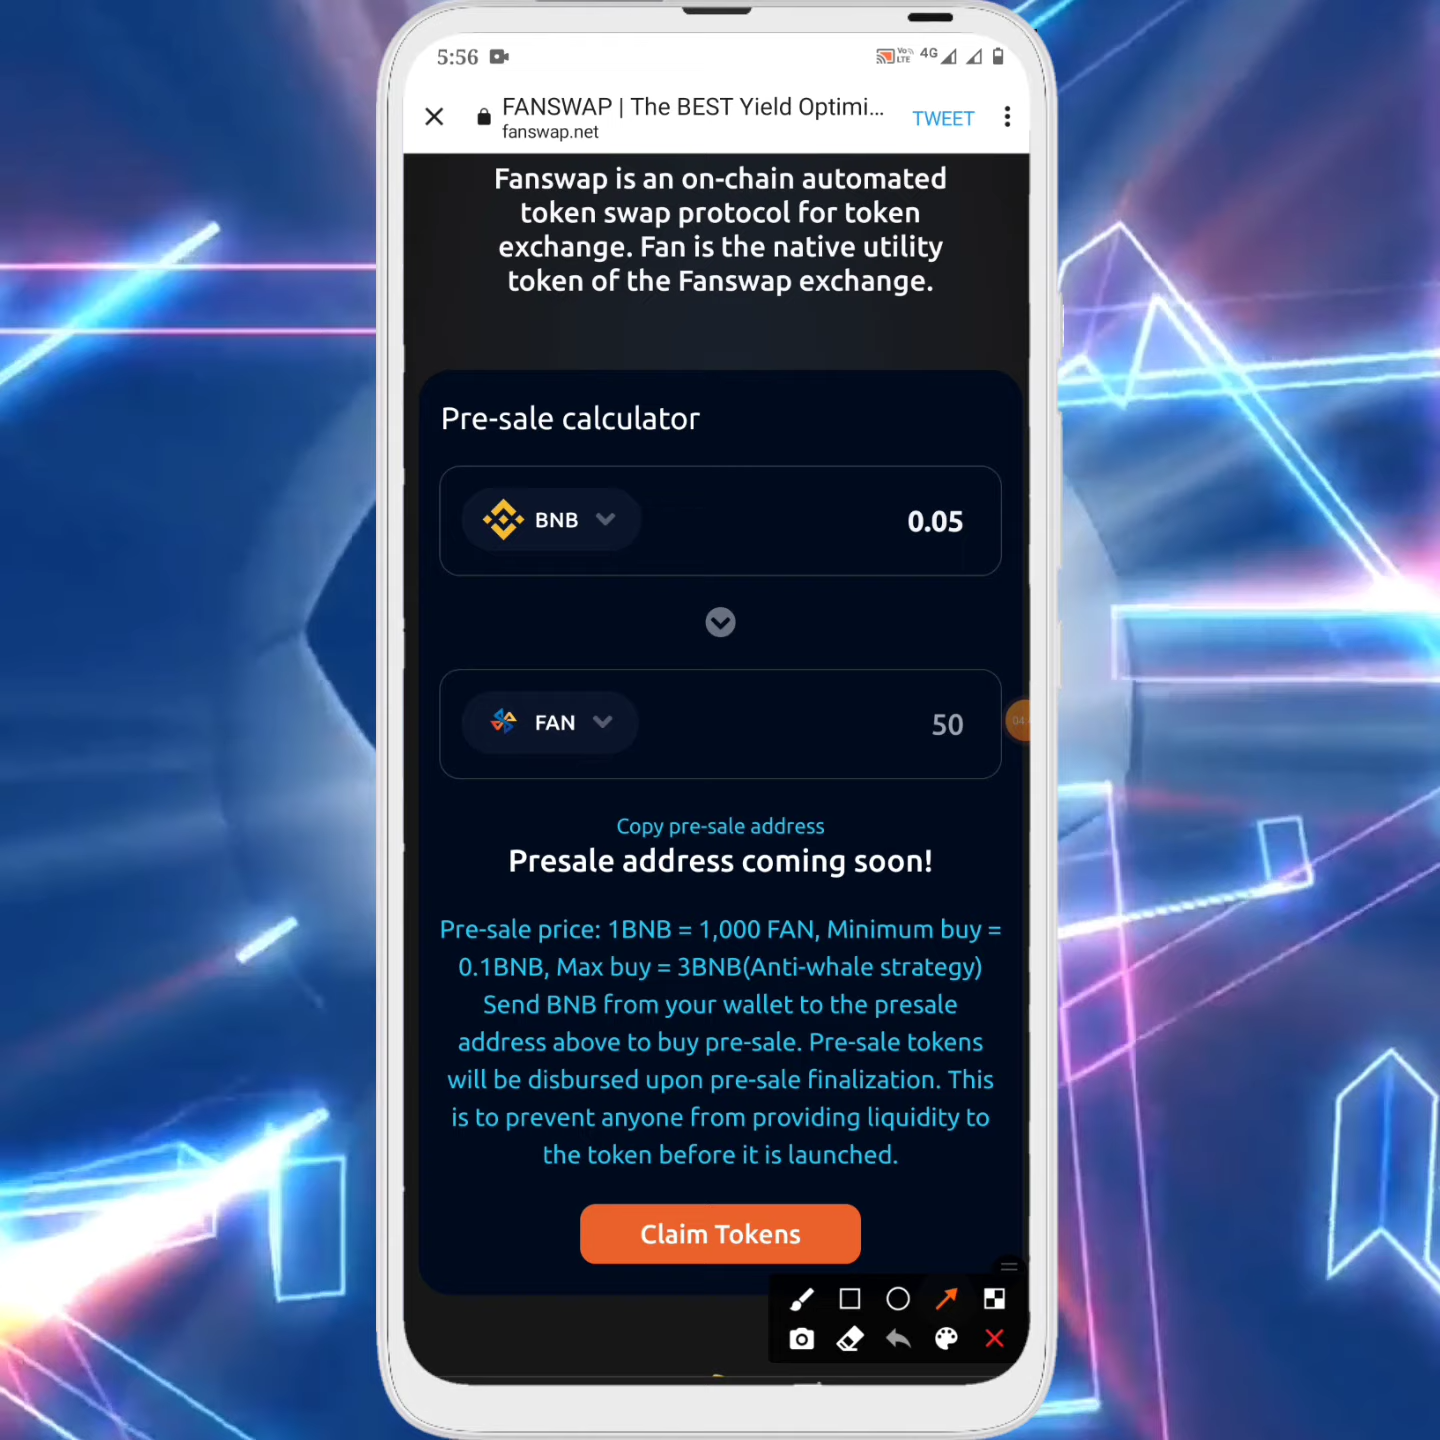 5:56
Vo
LTE
4G
FANSWAP | The BEST Yield Optimi...
fanswap.net
TWEET
Fanswap is an on-chain automated
token swap protocol for token
exchange. Fan is the native utility
token of the Fanswap exchange.
Pre-sale calculator
BNB
0.05
FAN
50
Copy pre-sale address
Presale address coming soon!
Pre-sale price: 1BNB = 1,000 FAN, Minimum buy =
0.1BNB, Max buy = 3BNB(Anti-whale strategy)
Send BNB from your wallet to the presale
address above to buy pre-sale. Pre-sale tokens
will be disbursed upon pre-sale finalization. This
is to prevent anyone from providing liquidity to
the token before it is launched.
Claim Tokens